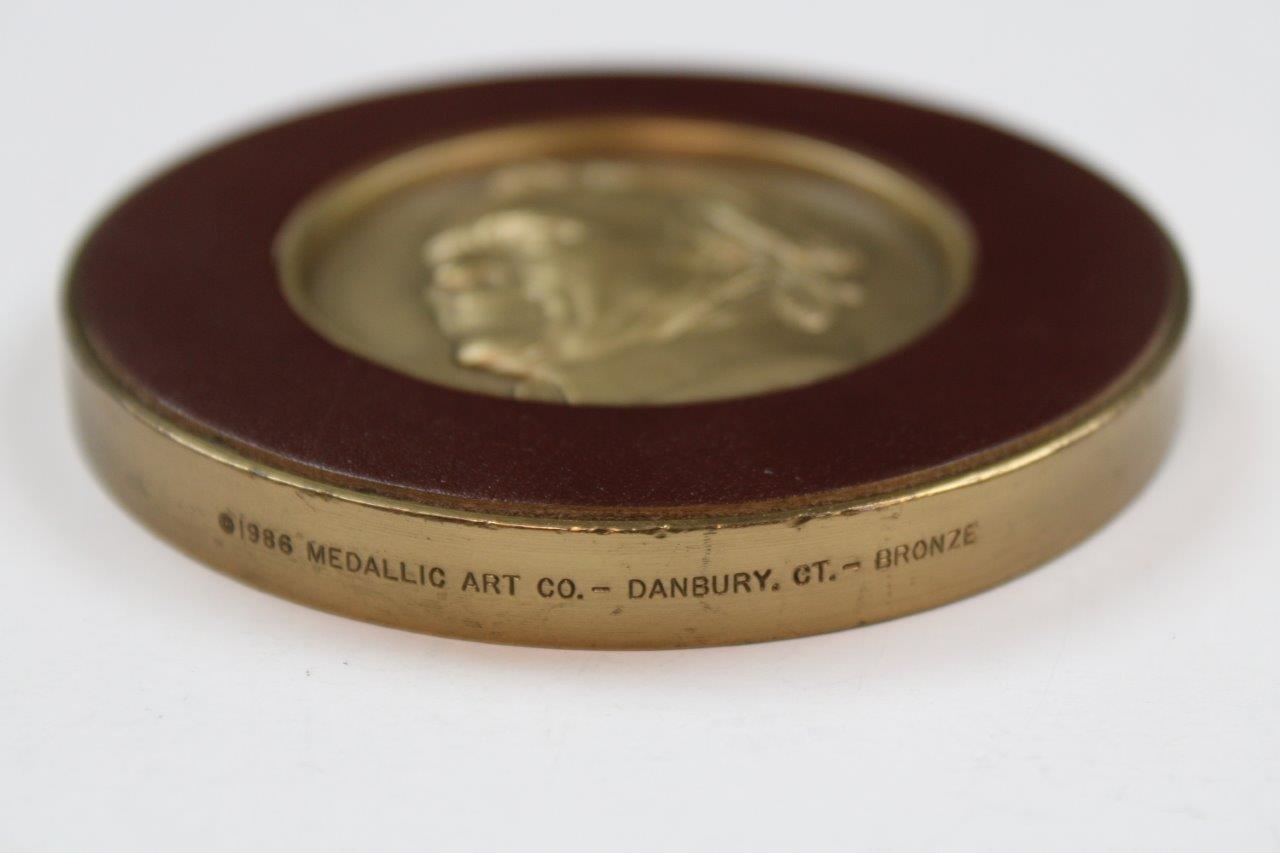 ©1986 MEDALLIC ART CO.– DANBURY. CT.– BRONZE